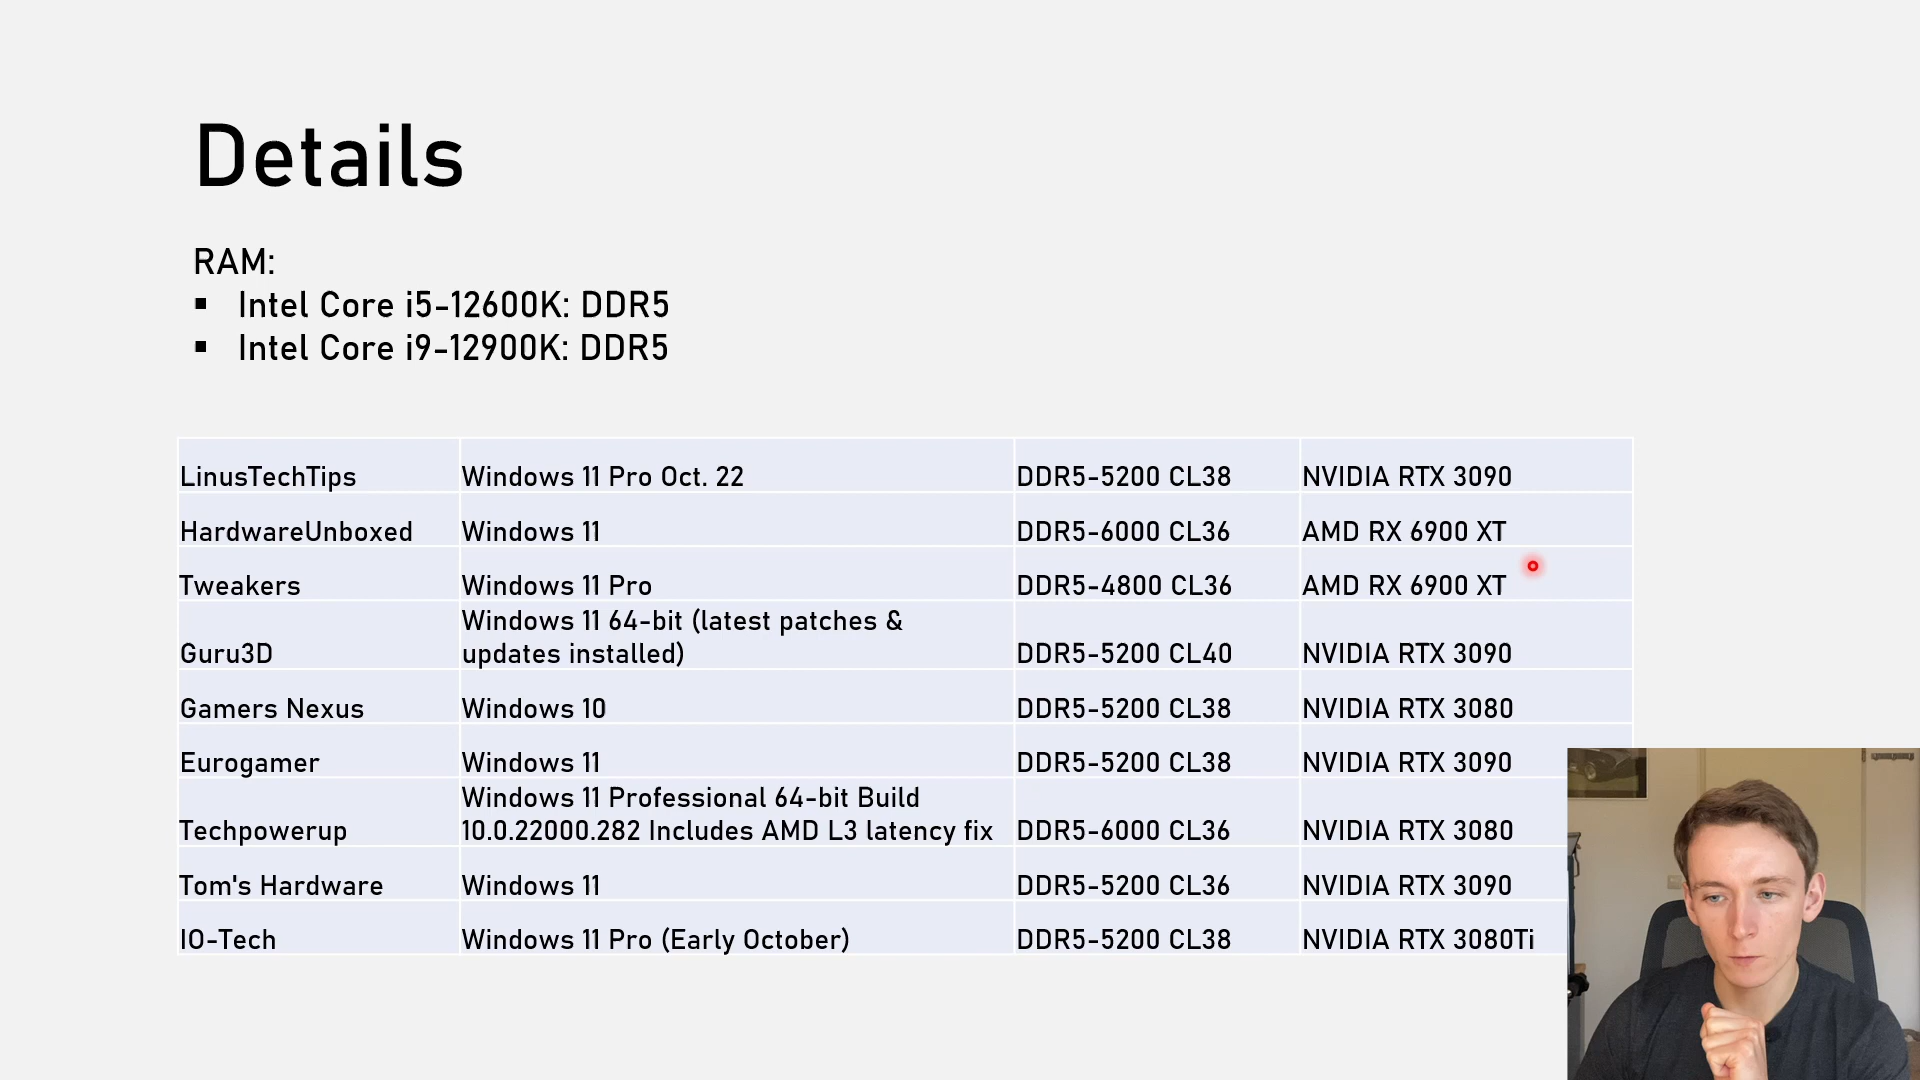 Details
RAM:
▪ Intel Core i5-12600K: DDR5
▪ Intel Core i9-12900K: DDR5
LinusTechTips Windows 11 Pro Oct. 22 DDR5-5200 CL38 NVIDIA RTX 3090
HardwareUnboxed Windows 11 DDR5-6000 CL36 AMD RX 6900 XT
Tweakers Windows 11 Pro DDR5-4800 CL36 AMD RX 6900 XT
Windows 11 64-bit (latest patches &
Guru3D updates installed) DDR5-5200 CL40 NVIDIA RTX 3090
Gamers Nexus Windows 10 DDR5-5200 CL38 NVIDIA RTX 3080
Eurogamer Windows 11 DDR5-5200 CL38 NVIDIA RTX 3090
Windows 11 Professional 64-bit Build
Techpowerup 10.0.22000.282 Includes AMD L3 latency fix DDR5-6000 CL36 NVIDIA RTX 3080
Tom's Hardware Windows 11 DDR5-5200 CL36 NVIDIA RTX 3090
IO-Tech Windows 11 Pro (Early October) DDR5-5200 CL38 NVIDIA RTX 3080Ti